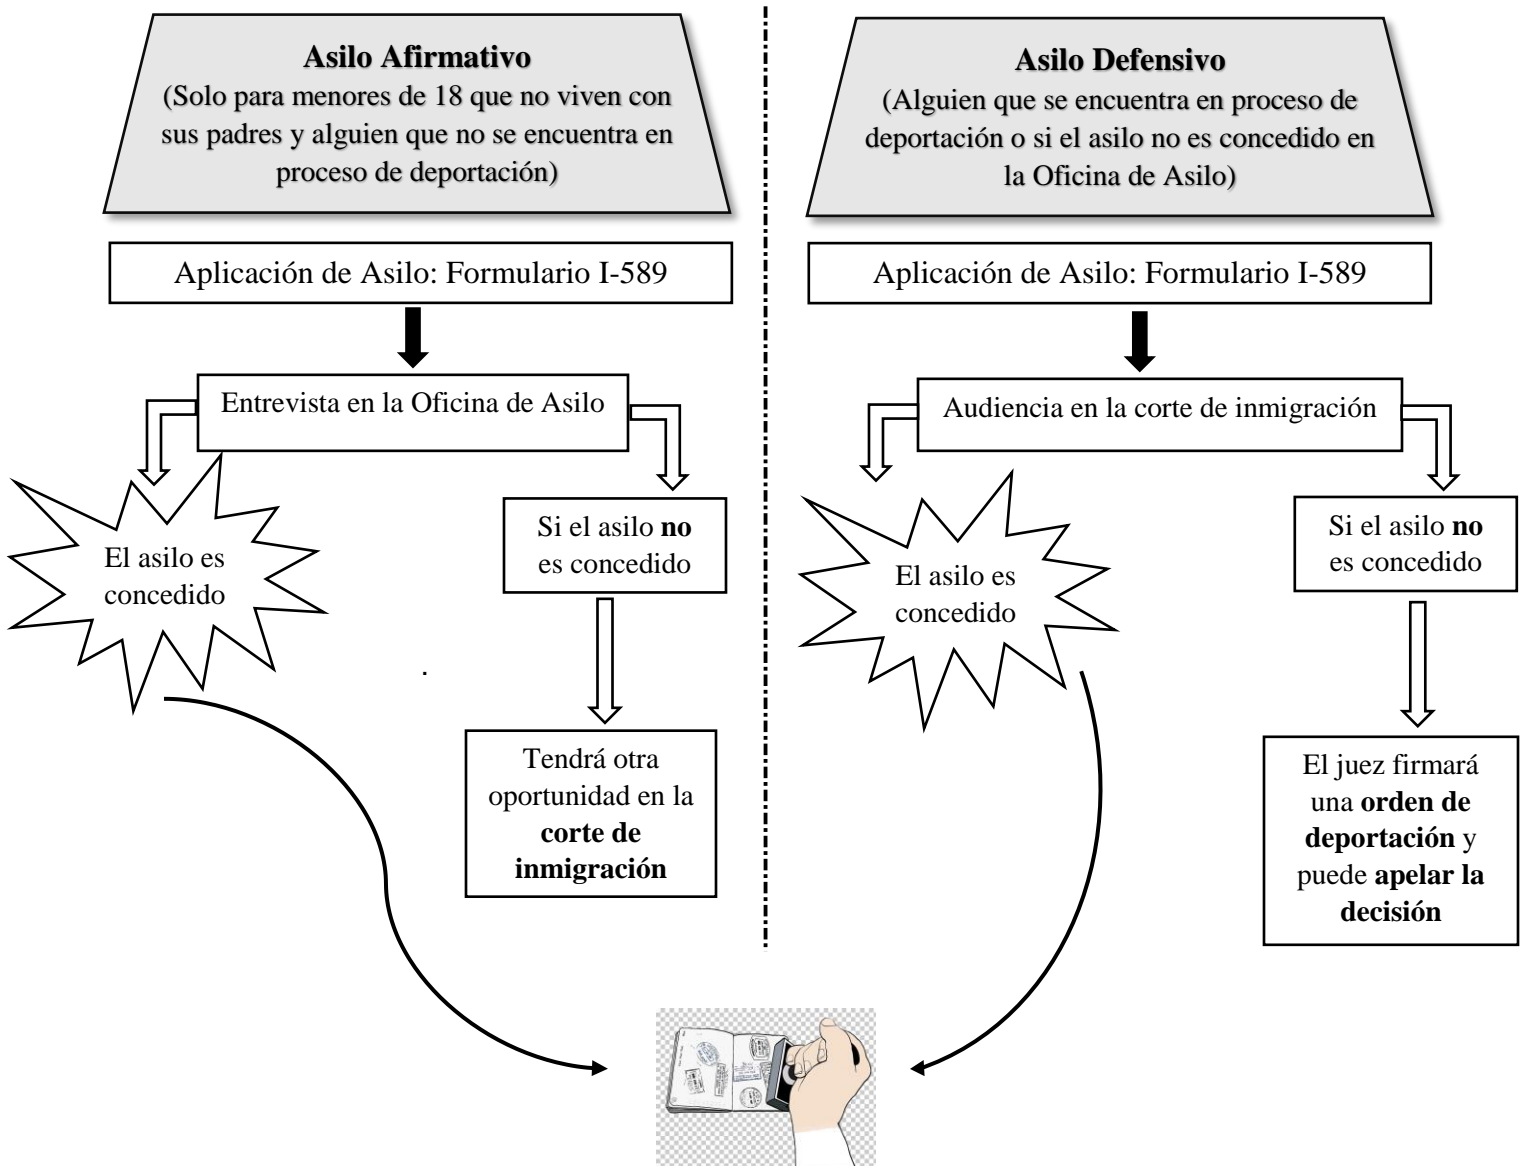 Asilo Afirmativo
(Solo para menores de 18 que no viven con
sus padres y alguien que no se encuentra en
proceso de deportación)
Aplicación de Asilo: Formulario I-589
Entrevista en la Oficina de Asilo
El asilo es
concedido
Si el asilo no
es concedido
.
Tendrá otra
oportunidad en la
corte de
inmigración
Asilo Defensivo
(Alguien que se encuentra en proceso de
deportación o si el asilo no es concedido en
la Oficina de Asilo)
Aplicación de Asilo: Formulario I-589
Audiencia en la corte de inmigración
El asilo es
concedido
Si el asilo no
es concedido
El juez firmará
una orden de
deportación y
puede apelar la
decisión